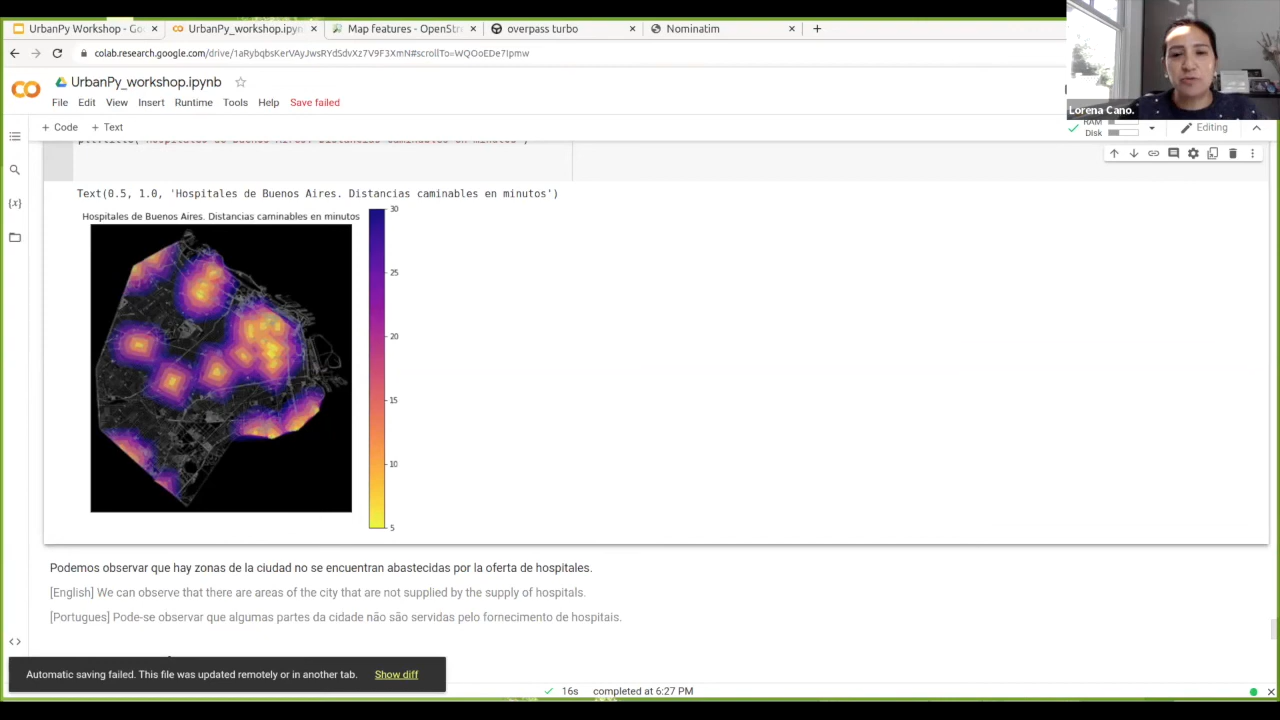 UrbanPy Workshop - Go
UrbanPy_workshop.ipyn
Map features - OpenStre
overpass turbo
Nominatim
colab.research.google.com/drive/1aRybqbsKerVAyJwsRYdSdvXz7V9F3XmN#scrollTo=WQOoEDe7Ipmw
UrbanPy_workshop.ipynb
File Edit View Insert Runtime Tools Help Save failed
+ Code + Text
Lorena Cano.
RAM
Disk
Editing
Text(0.5, 1.0, 'Hospitales de Buenos Aires. Distancias caminables en minutos')
Hospitales de Buenos Aires. Distancias caminables en minutos
30
25
20
15
10
5
Podemos observar que hay zonas de la ciudad no se encuentran abastecidas por la oferta de hospitales.
[English] We can observe that there are areas of the city that are not supplied by the supply of hospitals.
[Portugues] Pode-se observar que algumas partes da cidade não são servidas pelo fornecimento de hospitais.
Automatic saving failed. This file was updated remotely or in another tab. Show diff
16s completed at 6:27 PM